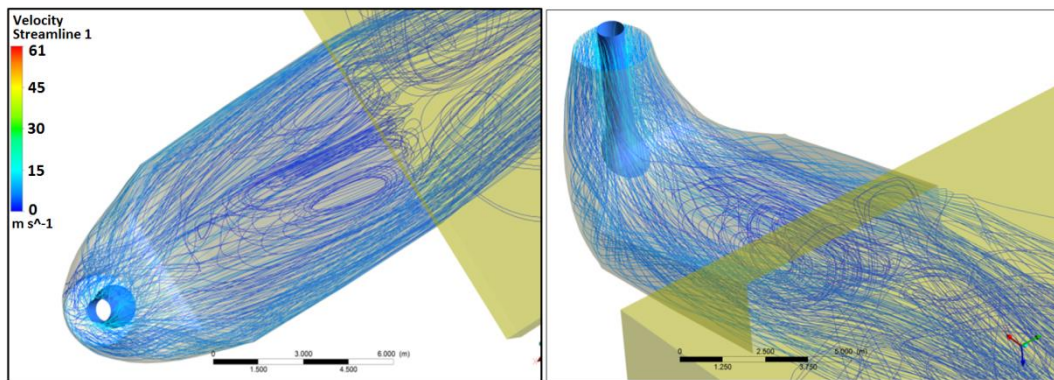 Velocity
Streamline 1
61
45
30
15
0
m s^-1
0 3.000 6.000 (m)
1.500 4.500
0 2.500 5.000 (m)
1.250 3.750